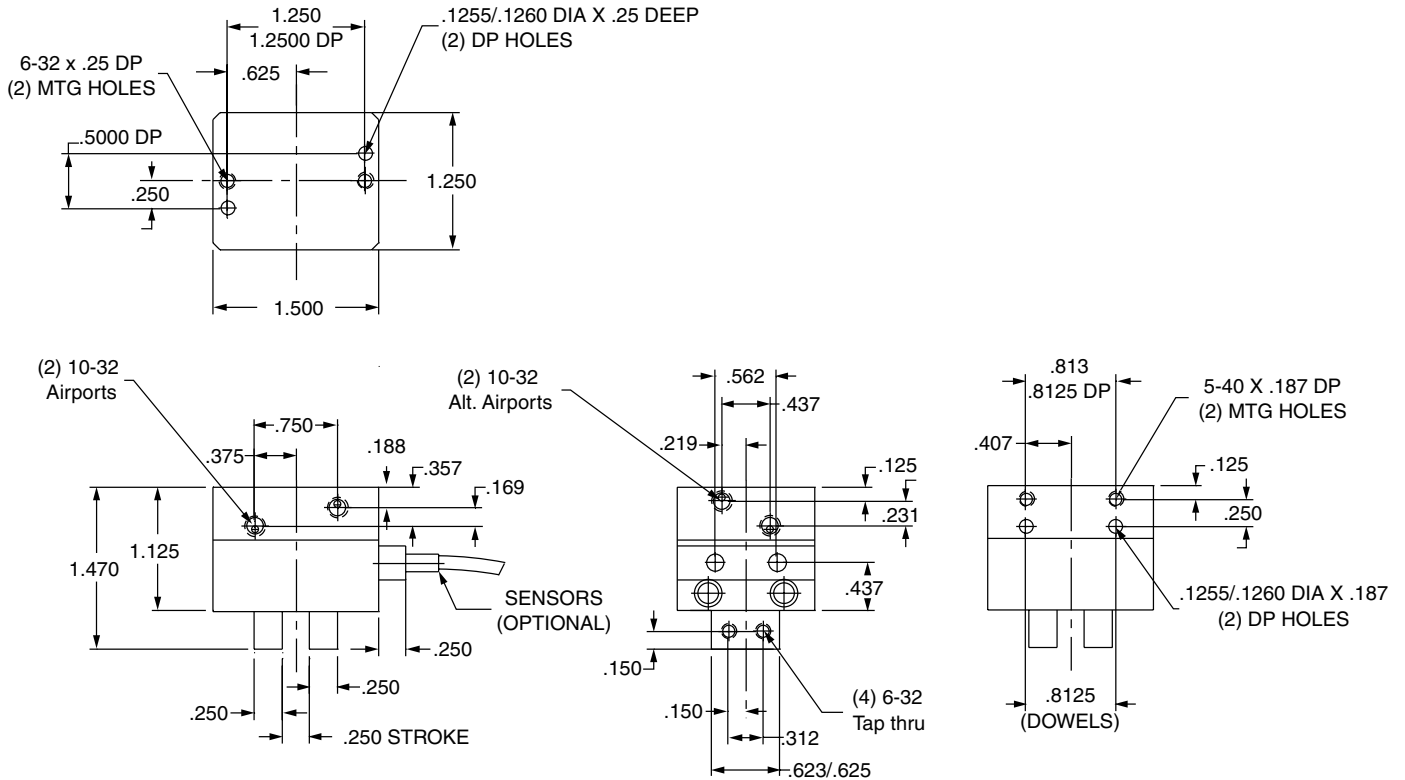 1.250
1.2500 DP
.1255/.1260 DIA X .25 DEEP
(2) DP HOLES
6-32 x .25 DP
(2) MTG HOLES
.625
.5000 DP
.250
1.250
1.500
(2) 10-32
Airports
.750
.375
.188
.357
.169
1.125
1.470
SENSORS
(OPTIONAL)
.250
.250
.250
.250 STROKE
(2) 10-32
Alt. Airports
.562
.437
.219
.125
.231
.437
.150
.150
(4) 6-32
Tap thru
.312
.623/.625
.813
.8125 DP
5-40 X .187 DP
(2) MTG HOLES
.407
.125
.250
.1255/.1260 DIA X .187
(2) DP HOLES
.8125
(DOWELS)